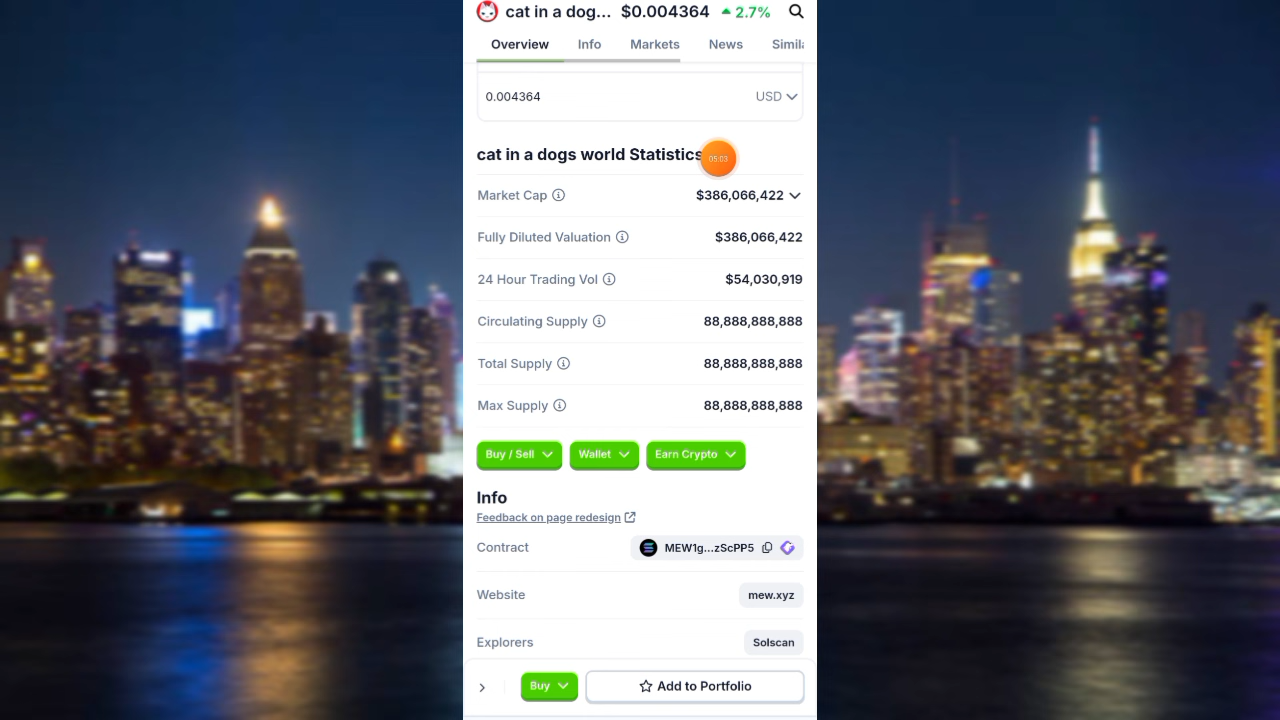 cat in a dog... $0.004364 2.7%
Overview Info Markets News Simila
0.004364 USD
cat in a dogs world Statistics
05:03
Market Cap $386,066,422
Fully Diluted Valuation $386,066,422
24 Hour Trading Vol $54,030,919
Circulating Supply 88,888,888,888
Total Supply 88,888,888,888
Max Supply 88,888,888,888
Buy / Sell Wallet Earn Crypto
Info
Feedback on page redesign
Contract MEW1g...zScPP5
Website mew.xyz
Explorers Solscan
Buy Add to Portfolio